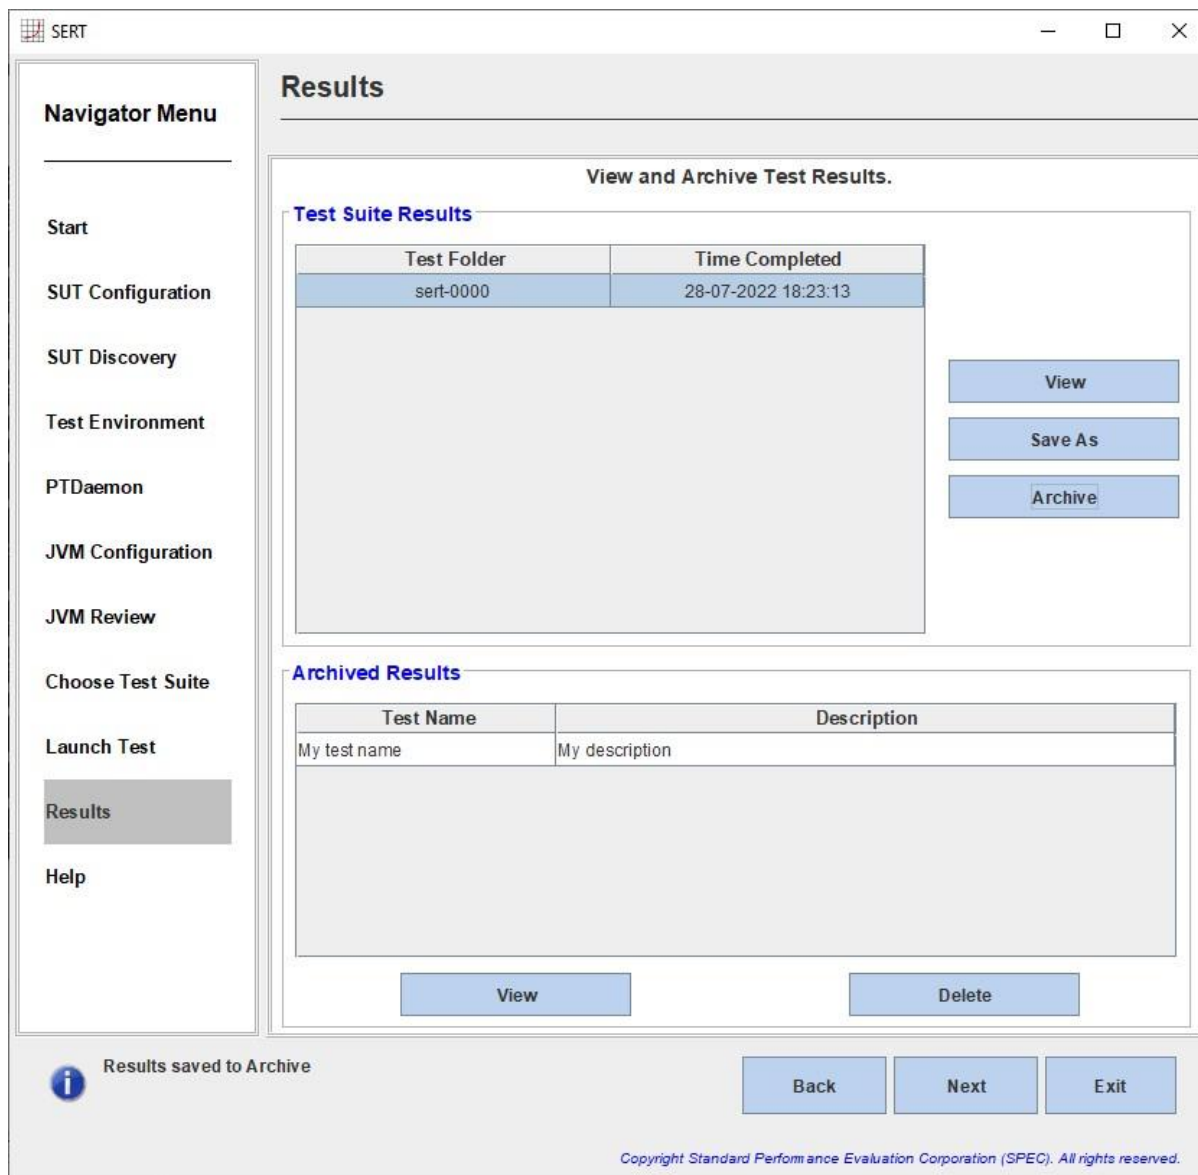 SERT
Navigator Menu
Start
SUT Configuration
SUT Discovery
Test Environment
PTDaemon
JVM Configuration
JVM Review
Choose Test Suite
Launch Test
Results
Help
Results
View and Archive Test Results.
Test Suite Results
Test Folder Time Completed
sert-0000 28-07-2022 18:23:13
View
Save As
Archive
Archived Results
Test Name Description
My test name My description
View Delete
Results saved to Archive
Back Next Exit
Copyright Standard Performance Evaluation Corporation (SPEC). All rights reserved.